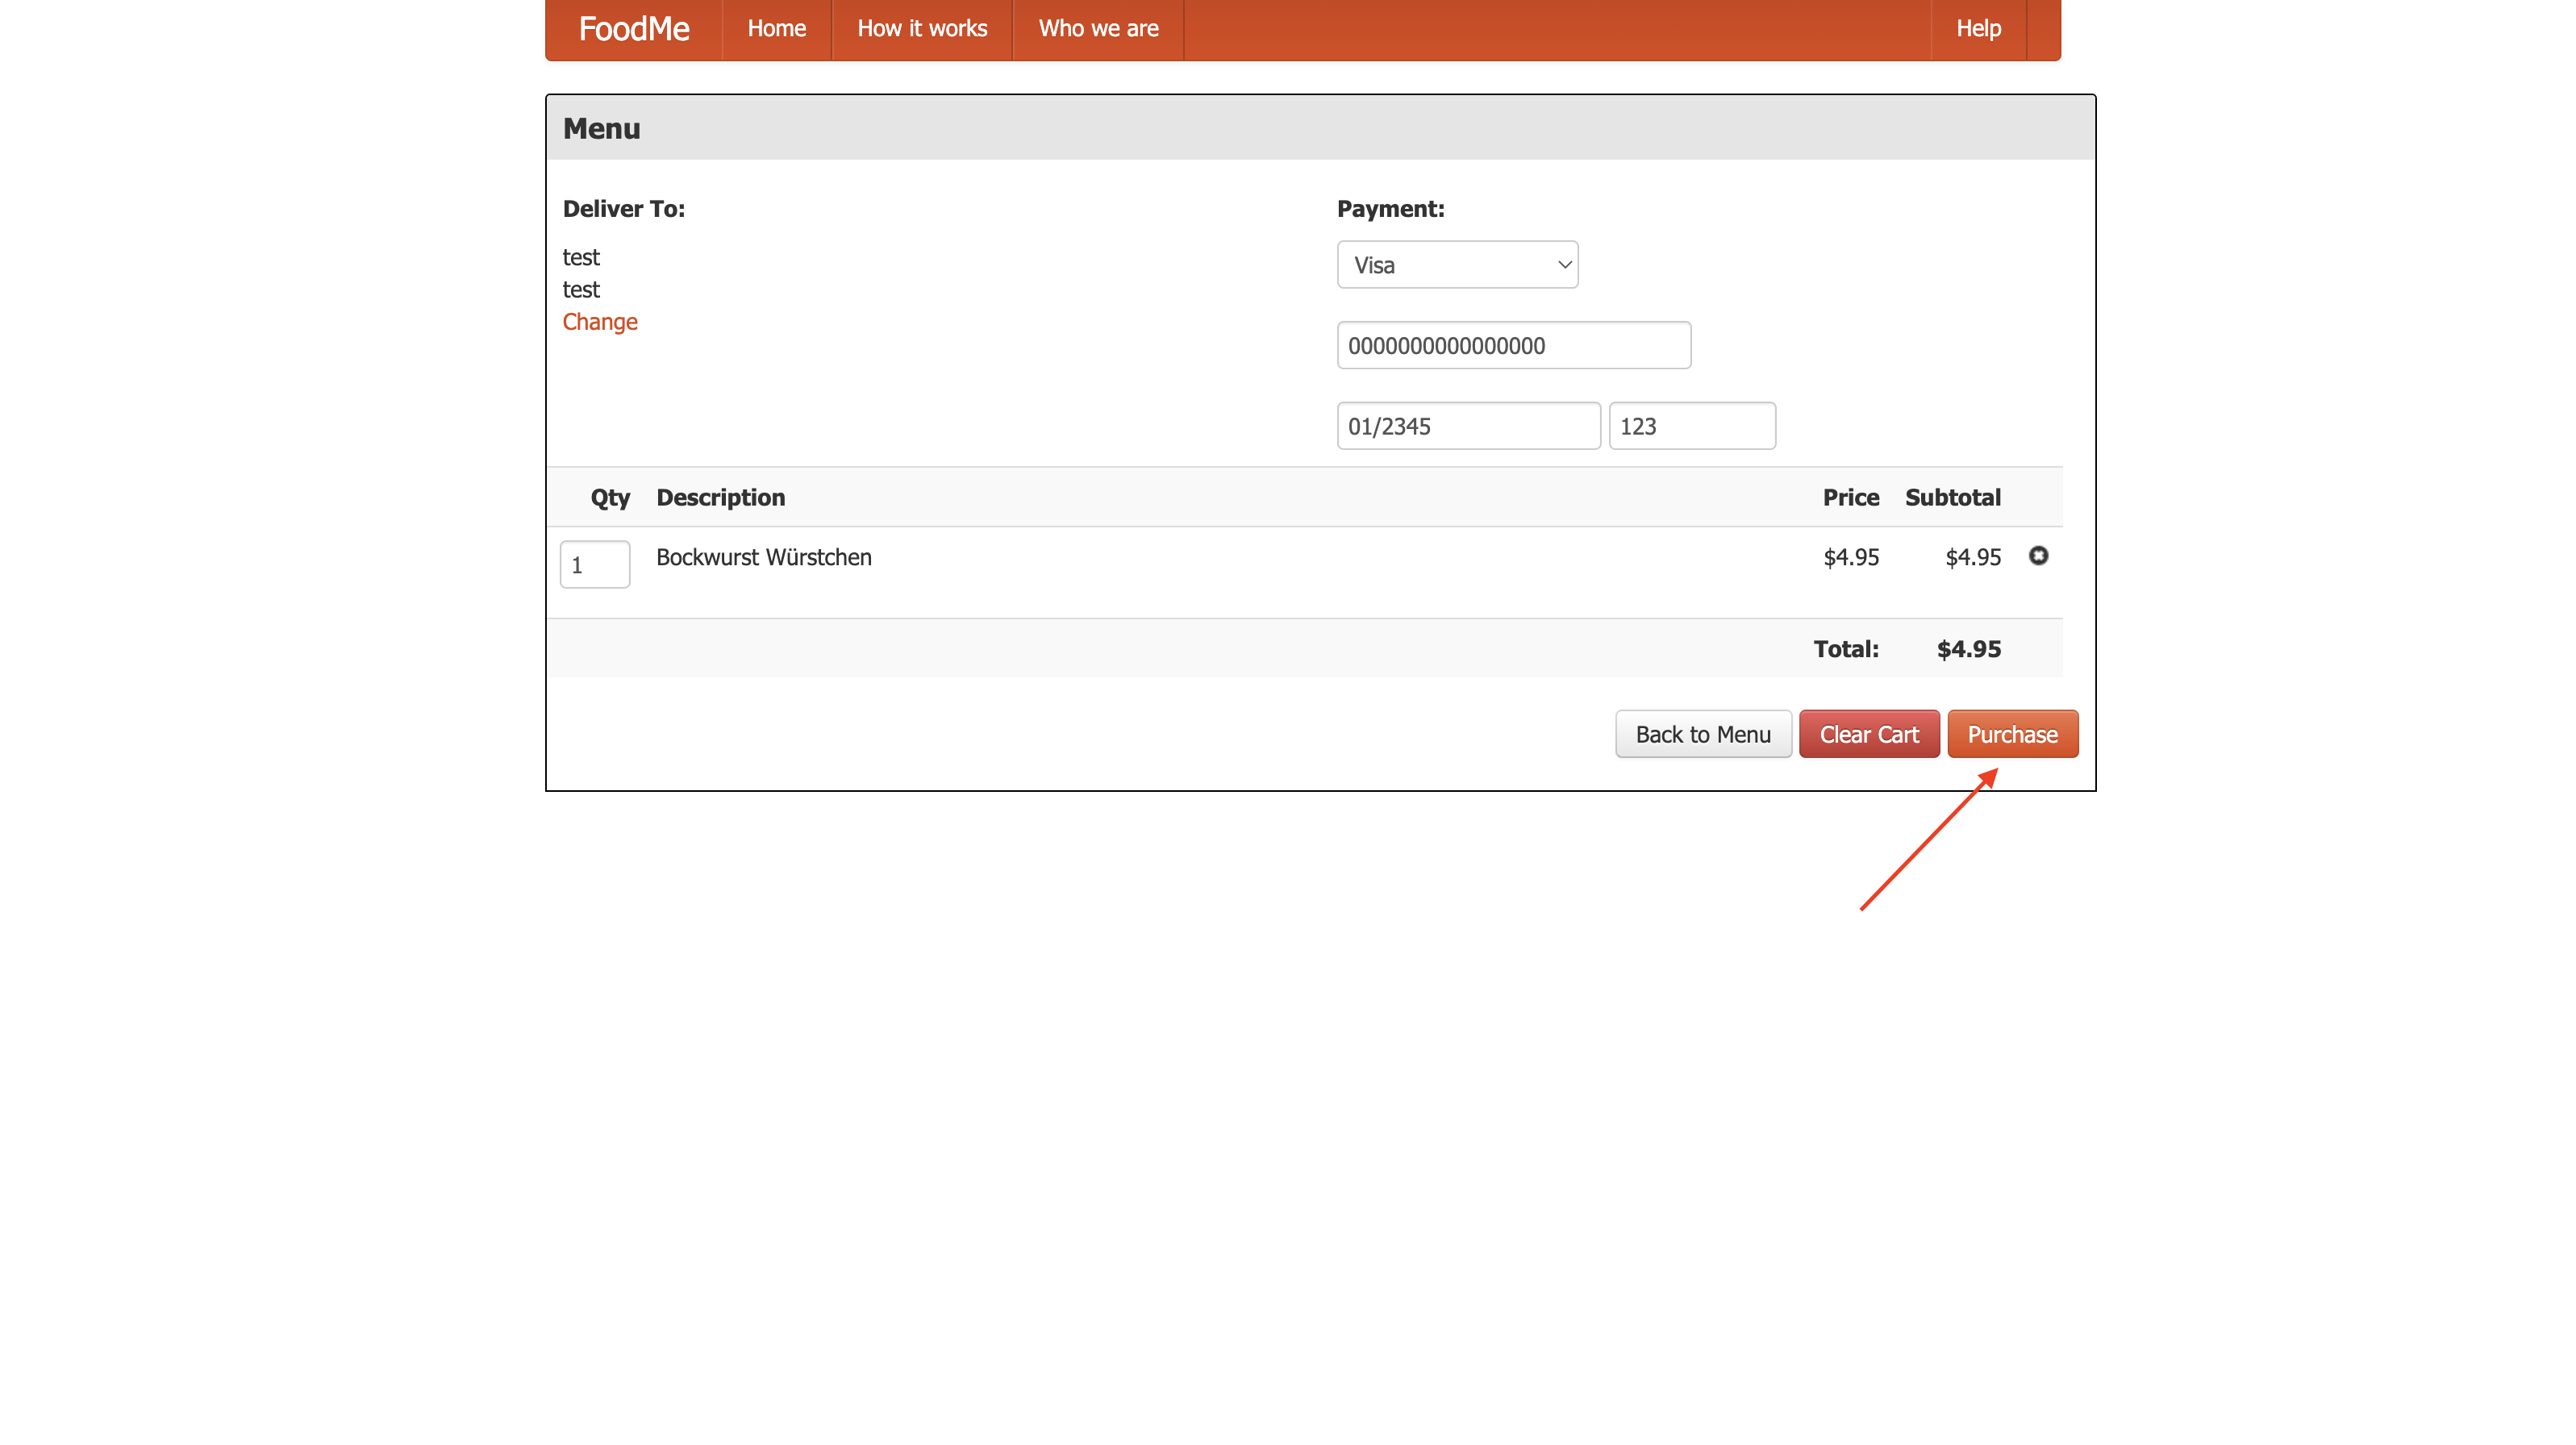 FoodMe Home How it works Who we are Help
Menu
Deliver To:
test
test
Change
Payment:
Visa
0000000000000000
01/2345 123
Qty Description Price Subtotal
1 Bockwurst Würstchen $4.95 $4.95
Total: $4.95
Back to Menu Clear Cart Purchase